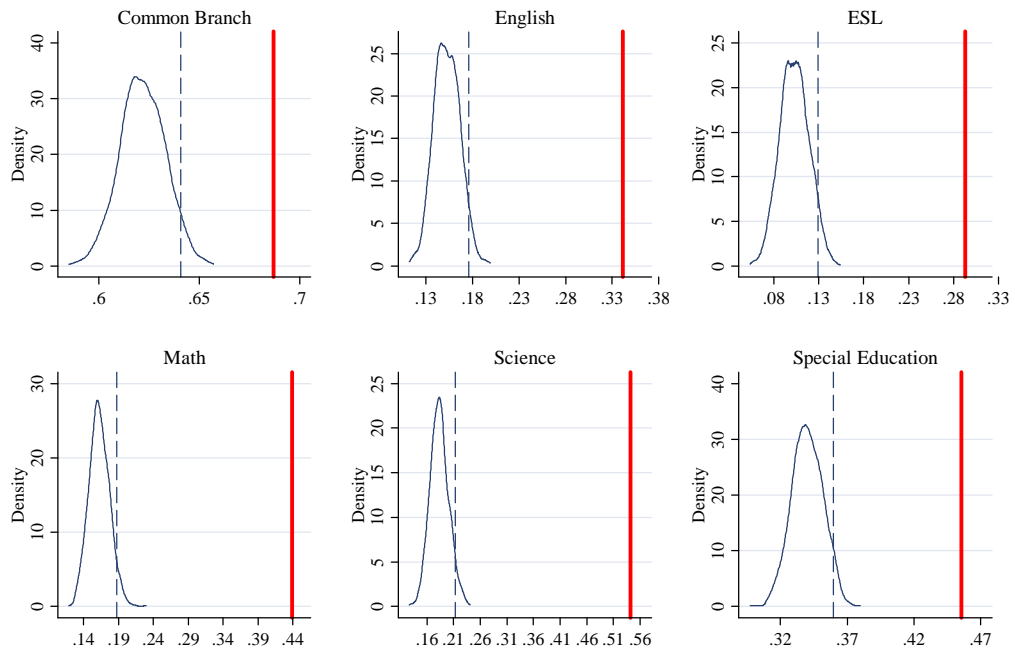 Common Branch
Density
40
30
20
10
0
.6 .65 .7
English
25
20
15
10
5
0
.13 .18 .23 .28 .33 .38
ESL
Density
25
20
15
10
5
0
.08 .13 .18 .23 .28 .33
Math
Density
30
20
10
0
.14 .19 .24 .29 .34 .39 .44
Science
Density
25
20
15
10
5
0
.16 .21 .26 .31 .36 .41 .46 .51 .56
Special Education
Density
40
30
20
10
0
.32 .37 .42 .47